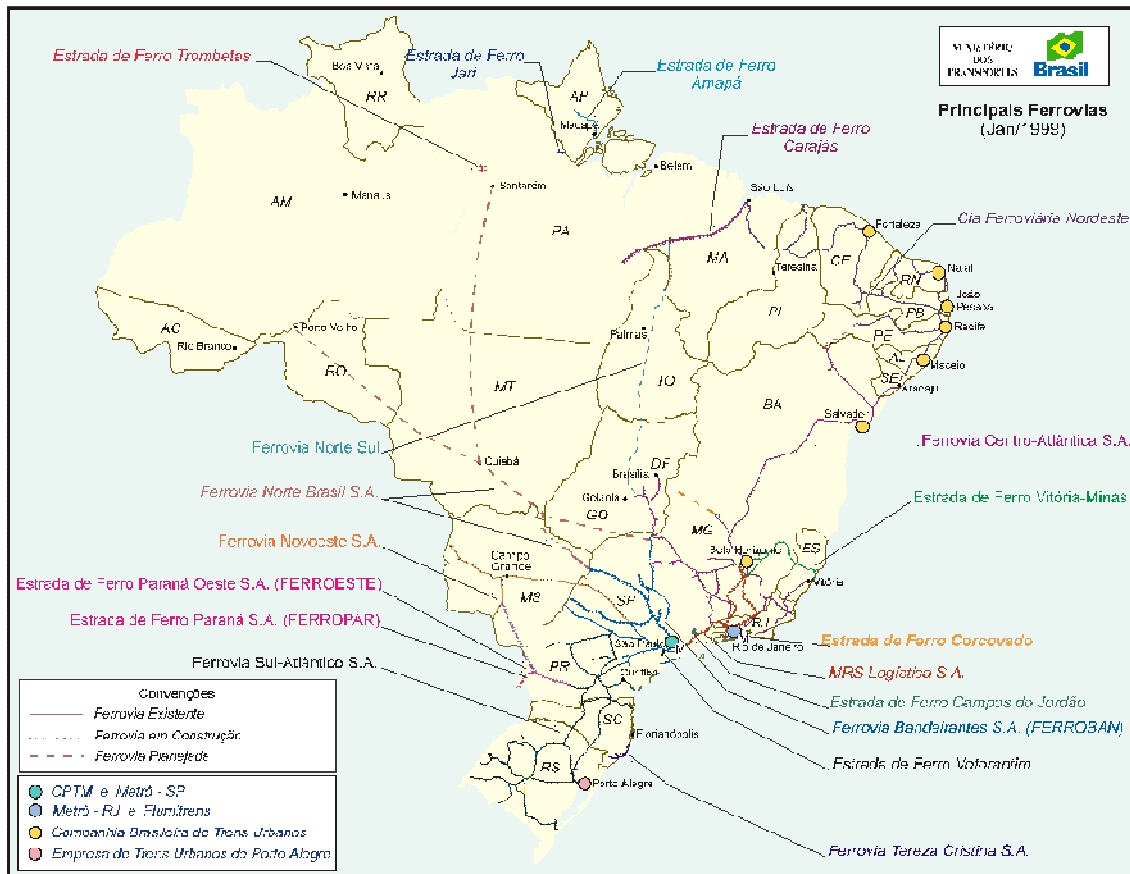 MINISTÉRIO
DOS
TRANSPORTES
Brasil
Principais Ferrovias
(Jan/1999)
Estrada de Ferro Trombetas
Estrada de Ferro
Jari
Estrada de Ferro
Amapá
Estrada de Ferro
Carajás
Cia Ferroviária Nordeste
Boa Vista
RR
AP
Macapá
Belém
Santarém
Manaus
AM
PA
São Luís
MA
Teresina
Fortaleza
CE
RN
Natal
João
Pessoa
PB
Recife
PE
PI
AL
Maceió
SE
Aracaju
AC
Rio Branco
Porto Velho
RO
MT
Palmas
TO
BA
Salvador
Ferrovia Norte Sul
Cuiabá
Brasília
DF
Goiânia
GO
Ferrovia Centro-Atlântica S.A.
Ferrovia Norte Brasil S.A.
Estrada de Ferro Vitória-Minas
MG
Belo Horizonte
ES
Vitória
Ferrovia Novoeste S.A.
Campo
Grande
MS
Estrada de Ferro Paraná Oeste S.A. (FERROESTE)
SP
Estrada de Ferro Paraná S.A. (FERROPAR)
São Paulo
RJ
Rio de Janeiro
Estrada de Ferro Corcovado
Ferrovia Sul-Atlântico S.A.
PR
Curitiba
MRS Logística S.A.
Estrada de Ferro Campos do Jordão
SC
Florianópolis
Ferrovia Bandeirantes S.A. (FERROBAN)
Estrada de Ferro Votorantim
RS
Porto Alegre
Ferrovia Tereza Cristina S.A.
Convenções
Ferrovia Existente
Ferrovia em Construção
Ferrovia Planejada
CPTM e Metrô - SP
Metrô - RJ e Flumitrens
Companhia Brasileira de Trens Urbanos
Empresa de Trens Urbanos de Porto Alegre